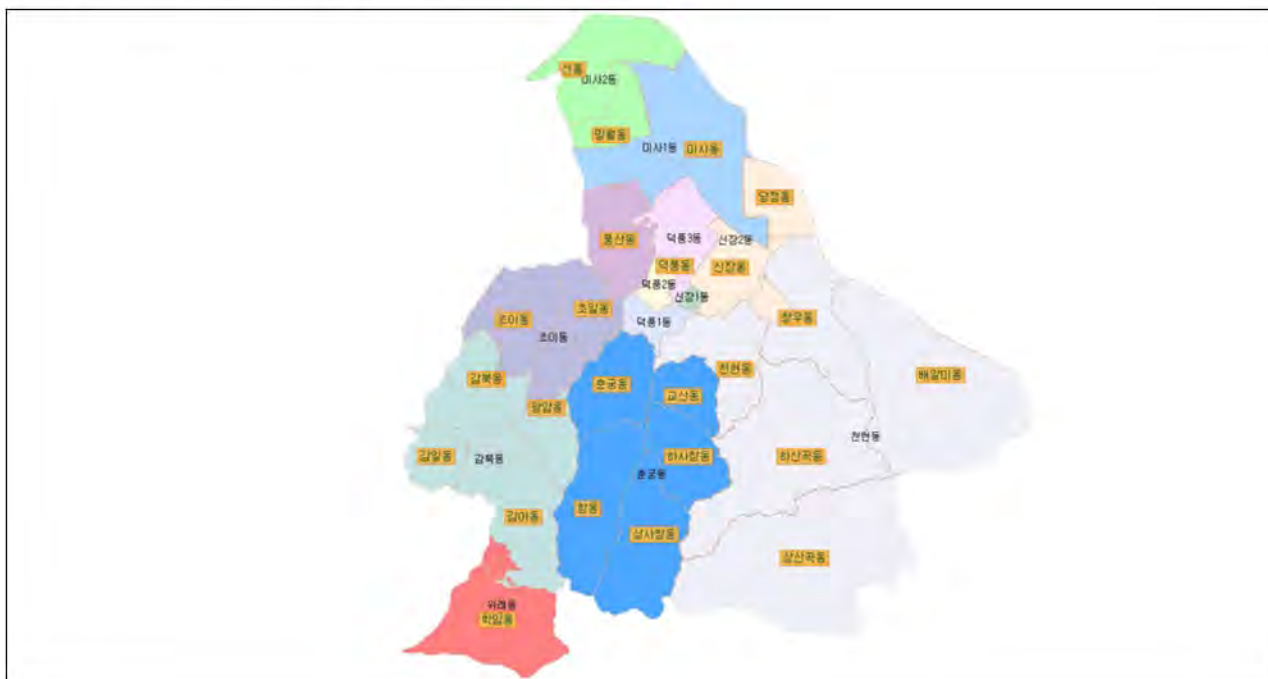 선동
미사2동
망월동
미사1동
미사동
당정동
풍산동
덕풍3동
신장2동
덕풍동
신장동
덕풍2동
신장1동
초일동
초이동
덕풍1동
창우동
초이동
천현동
배알미동
감북동
춘궁동
교산동
광암동
천현동
감일동
감북동
하사창동
하산곡동
춘궁동
감이동
항동
상사창동
상산곡동
위례동
학암동